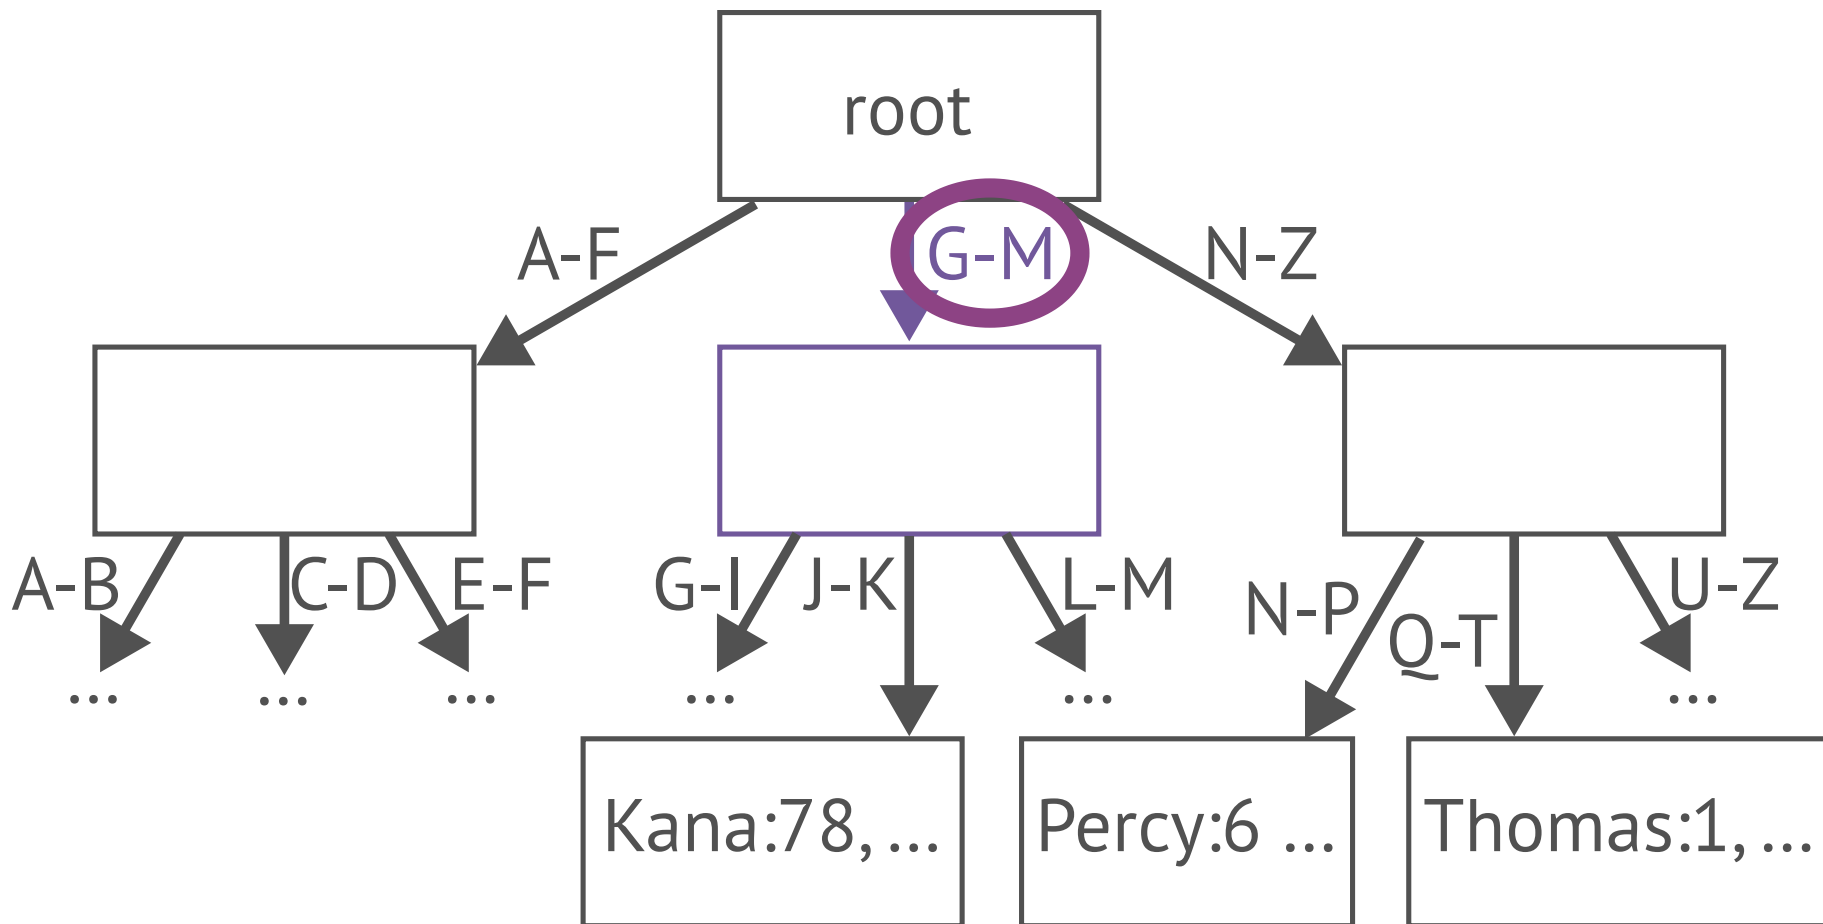 root
A-F
G-M
N-Z
A-B
C-D
E-F
G-I
J-K
L-M
N-P
Q-T
U-Z
...
...
...
...
...
...
Kana:78, ...
Percy:6 ...
Thomas:1, ...